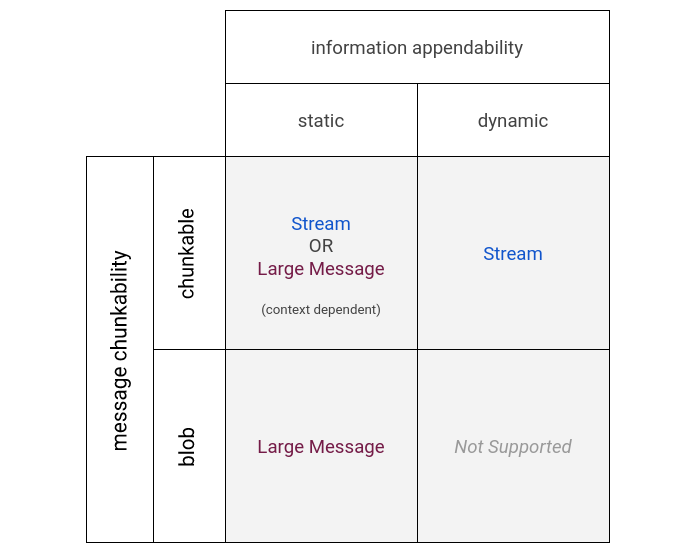 information appendability
static
dynamic
message chunkability
chunkable
Stream
OR
Large Message
(context dependent)
Stream
blob
Large Message
Not Supported